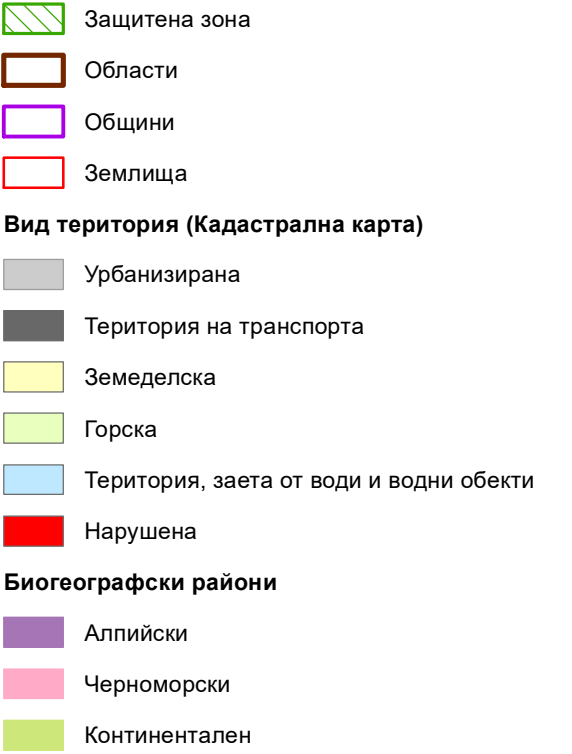 Защитена зона
Области
Общини
Землища
Вид територия (Кадастрална карта)
Урбанизирана
Територия на транспорта
Земеделска
Горска
Територия, заета от води и водни обекти
Нарушена
Биогеографски райони
Алпийски
Черноморски
Континентален